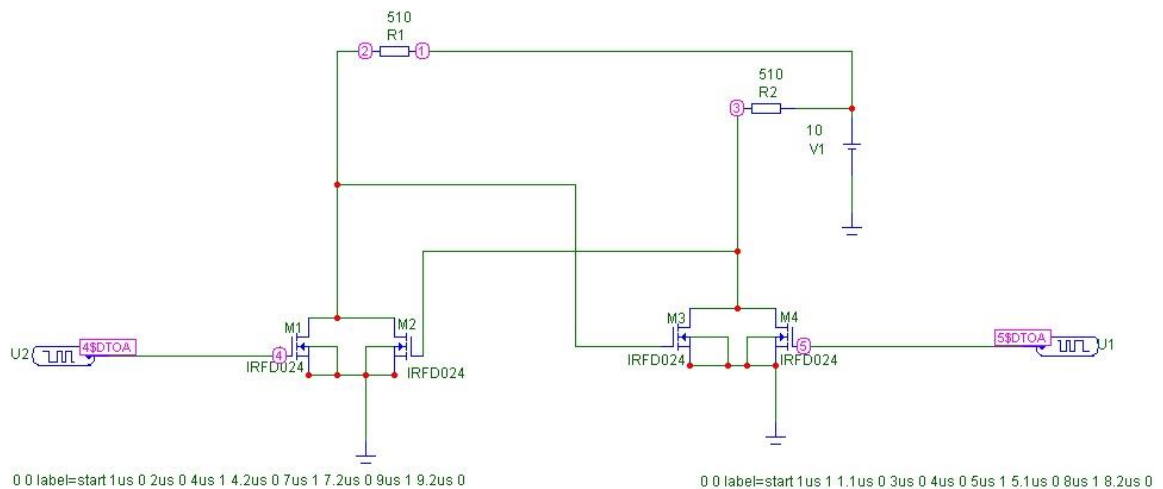 510
R1
2
1
510
R2
3
10
V1
M1
M2
M3
M4
U2
4$DTOA
4
IRFD024
IRFD024
IRFD024
IRFD024
5
5$DTOA
U1
0 0 label=start 1us 0 2us 0 4us 1 4.2us 0 7us 1 7.2us 0 9us 1 9.2us 0
0 0 label=start 1us 1 1.1us 0 3us 0 4us 0 5us 1 5.1us 0 8us 1 8.2us 0